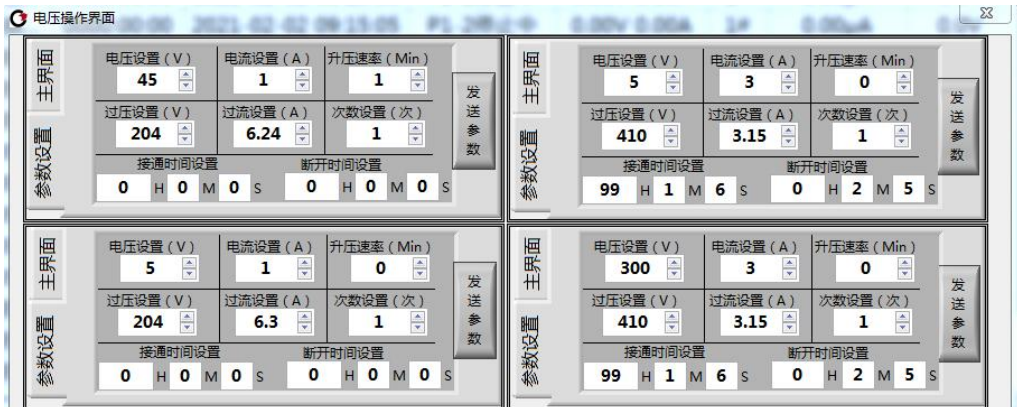 电压操作界面
2021-02-02 09:15:05
0.00V 0.00A
1#
0.00uA
主界面
参数设置
电压设置(V) 电流设置(A) 升压速率(Min)
45 1 1
过压设置(V) 过流设置(A) 次数设置(次)
204 6.24 1
接通时间设置 断开时间设置
0 H 0 M 0 S 0 H 0 M 0 S
发送参数
主界面
参数设置
电压设置(V) 电流设置(A) 升压速率(Min)
5 3 0
过压设置(V) 过流设置(A) 次数设置(次)
410 3.15 1
接通时间设置 断开时间设置
99 H 1 M 6 S 0 H 2 M 5 S
发送参数
主界面
参数设置
电压设置(V) 电流设置(A) 升压速率(Min)
5 1 0
过压设置(V) 过流设置(A) 次数设置(次)
204 6.3 1
接通时间设置 断开时间设置
0 H 0 M 0 S 0 H 0 M 0 S
发送参数
主界面
参数设置
电压设置(V) 电流设置(A) 升压速率(Min)
300 3 0
过压设置(V) 过流设置(A) 次数设置(次)
410 3.15 1
接通时间设置 断开时间设置
99 H 1 M 6 S 0 H 2 M 5 S
发送参数